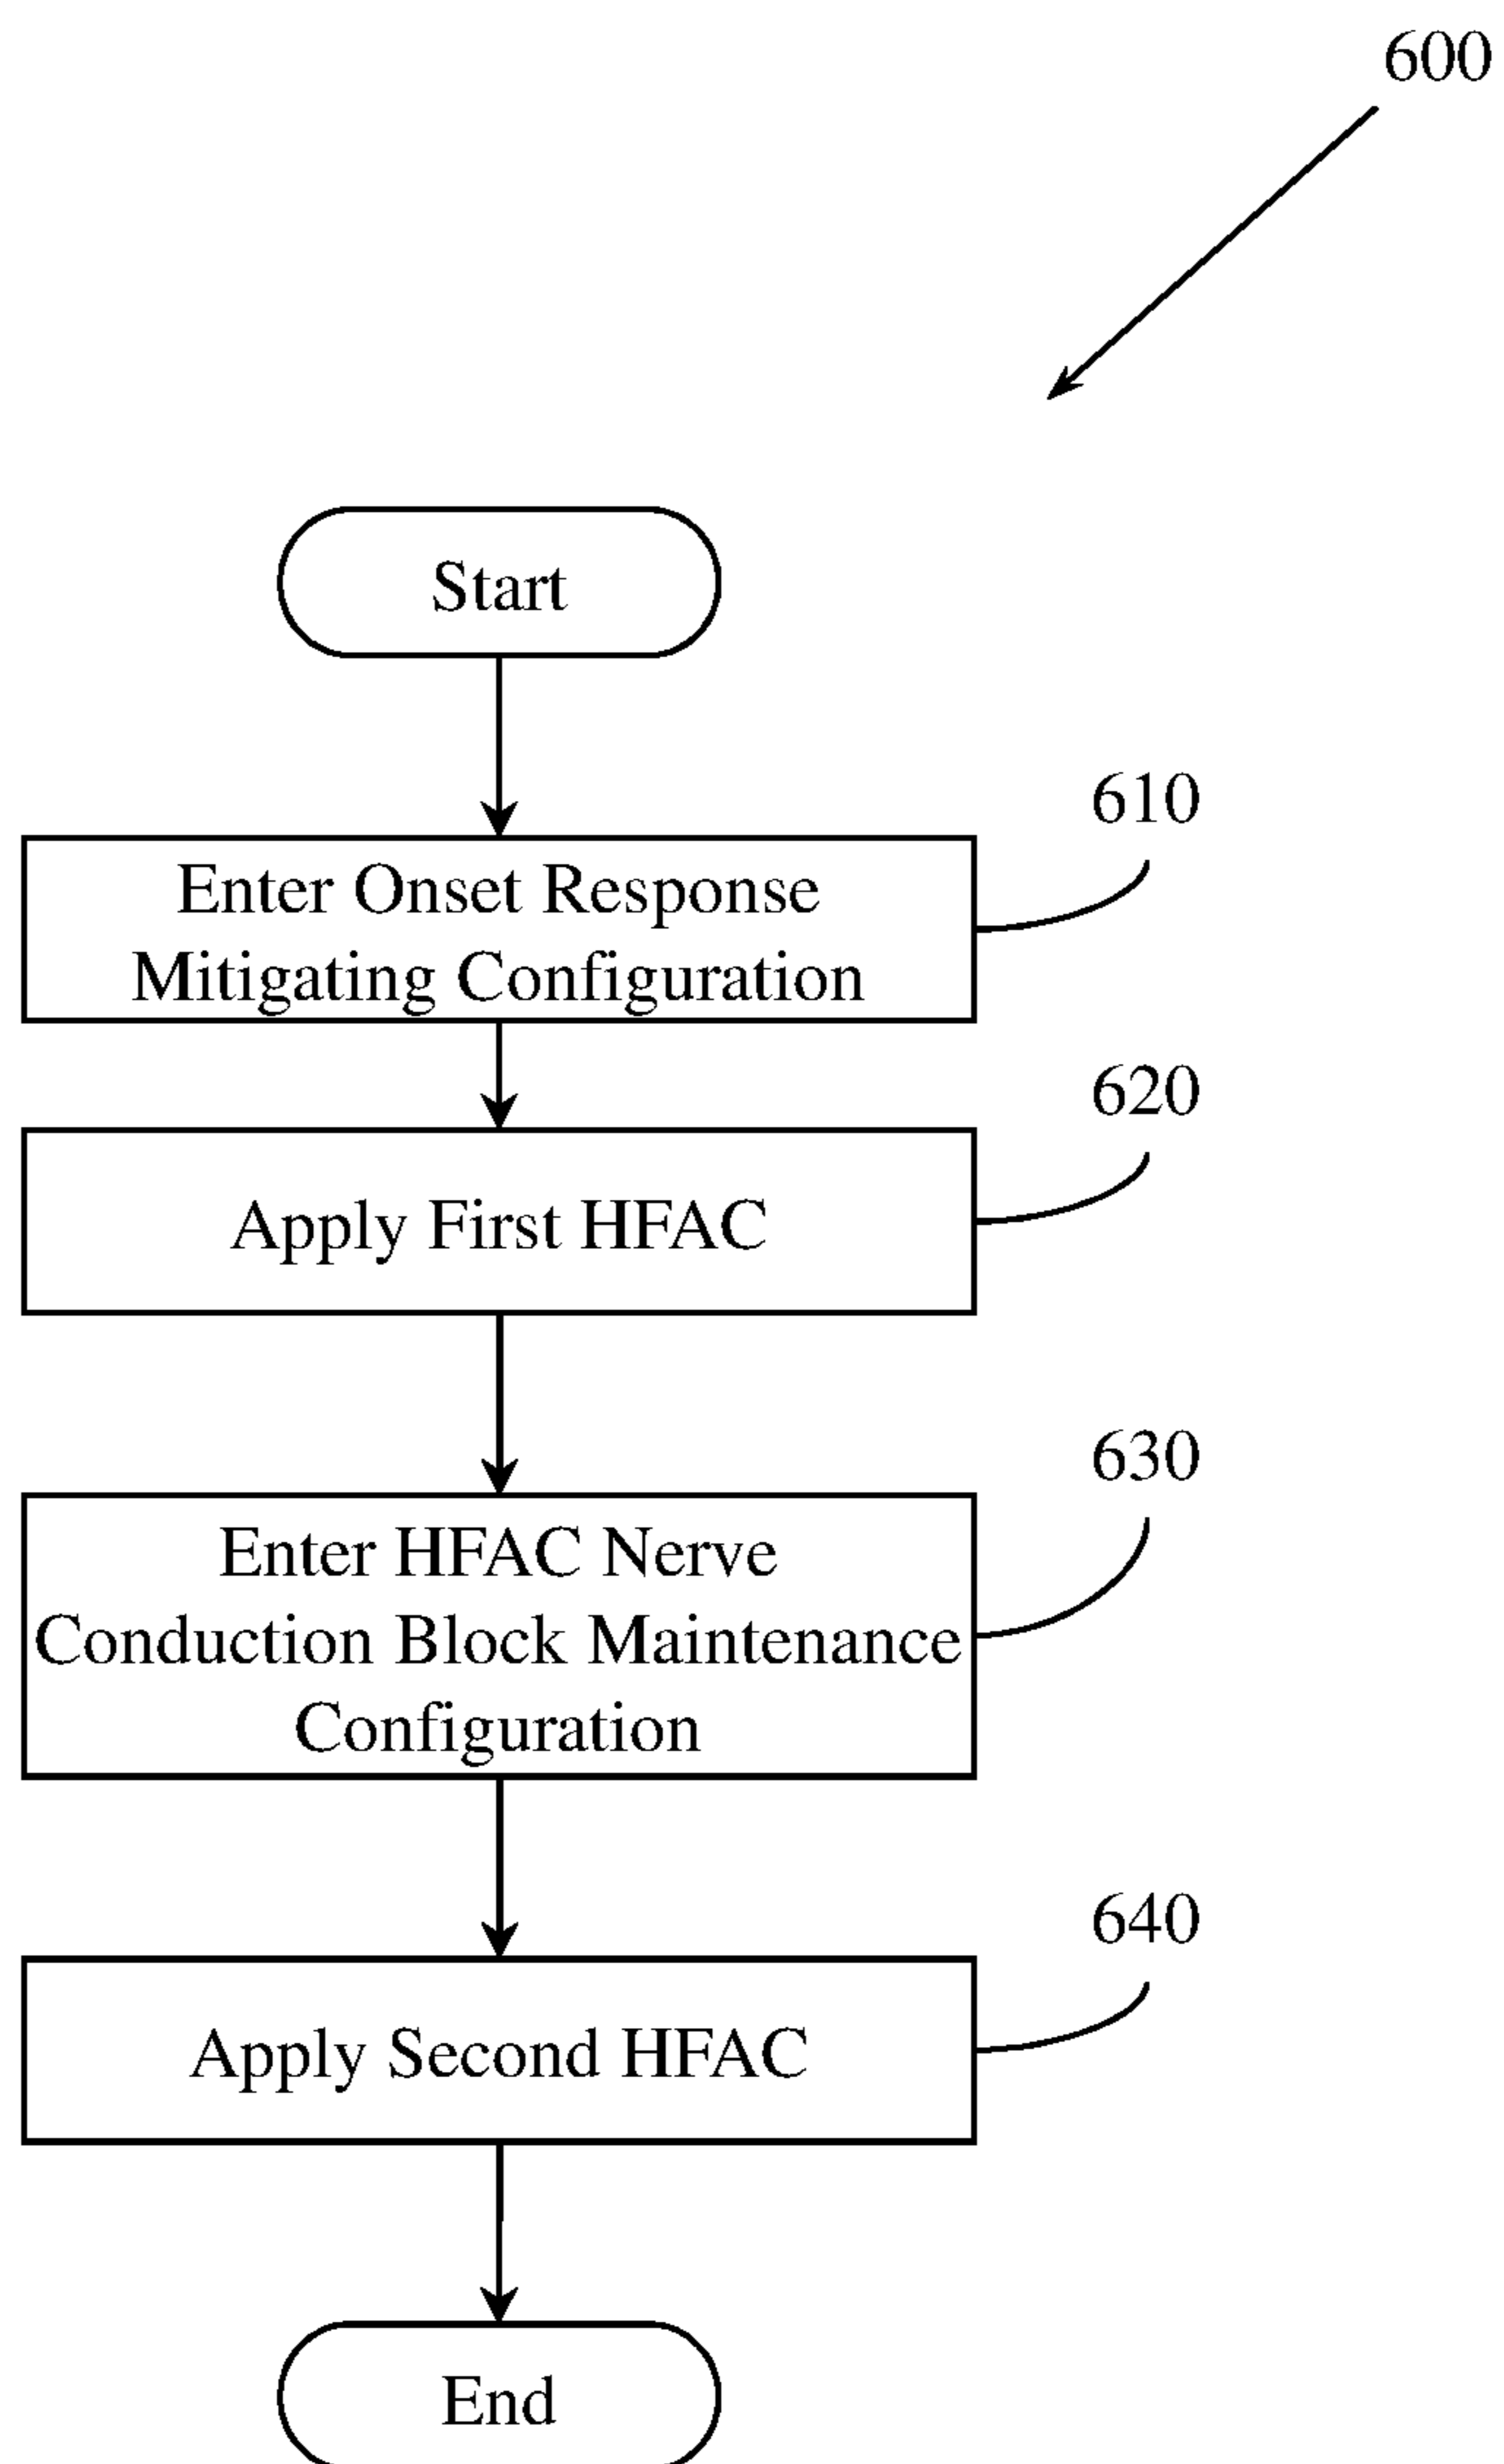 600
Start
610
Enter Onset Response
Mitigating Configuration
620
Apply First HFAC
630
Enter HFAC Nerve
Conduction Block Maintenance
Configuration
640
Apply Second HFAC
End